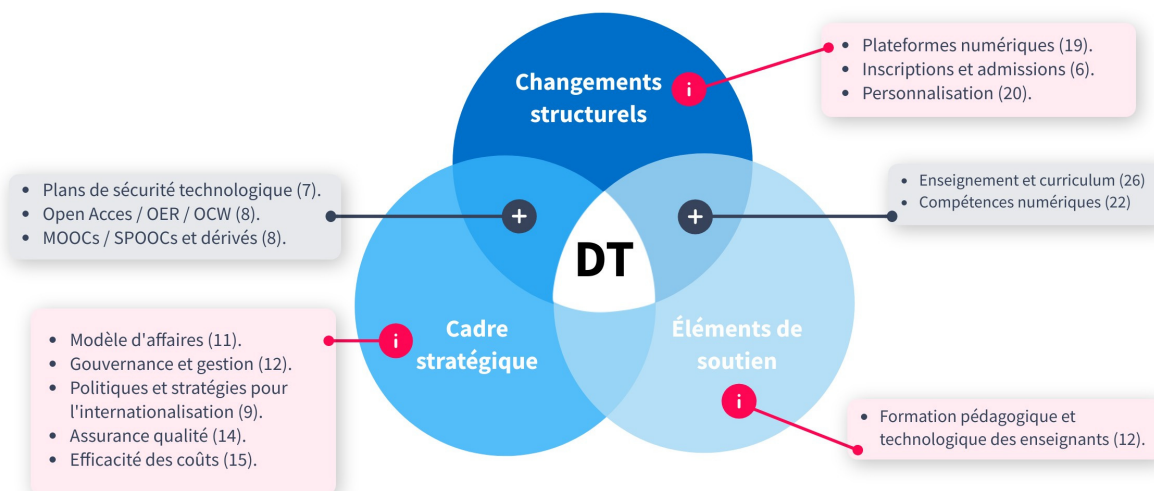 Changements
structurels
i
• Plateformes numériques (19).
• Inscriptions et admissions (6).
• Personnalisation (20).
• Plans de sécurité technologique (7).
• Open Acces / OER / OCW (8).
• MOOCs / SPOOCs et dérivés (8).
+
+
• Enseignement et curriculum (26)
• Compétences numériques (22)
DT
• Modèle d'affaires (11).
• Gouvernance et gestion (12).
• Politiques et stratégies pour
l'internationalisation (9).
• Assurance qualité (14).
• Efficacité des coûts (15).
i
Cadre
stratégique
Éléments de
soutien
i
• Formation pédagogique et
technologique des enseignants (12).